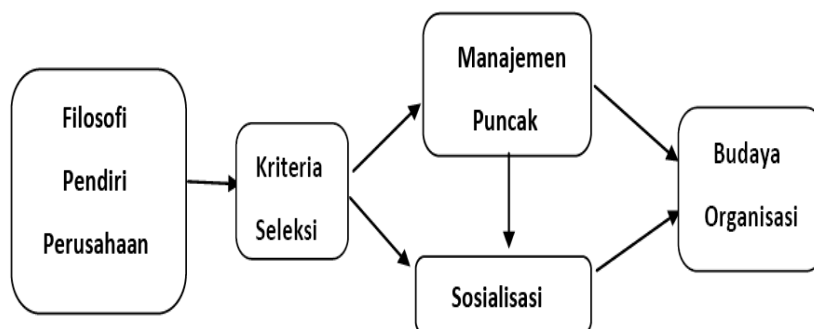 Filosofi
Pendiri
Perusahaan
Kriteria
Seleksi
Manajemen
Puncak
Sosialisasi
Budaya
Organisasi